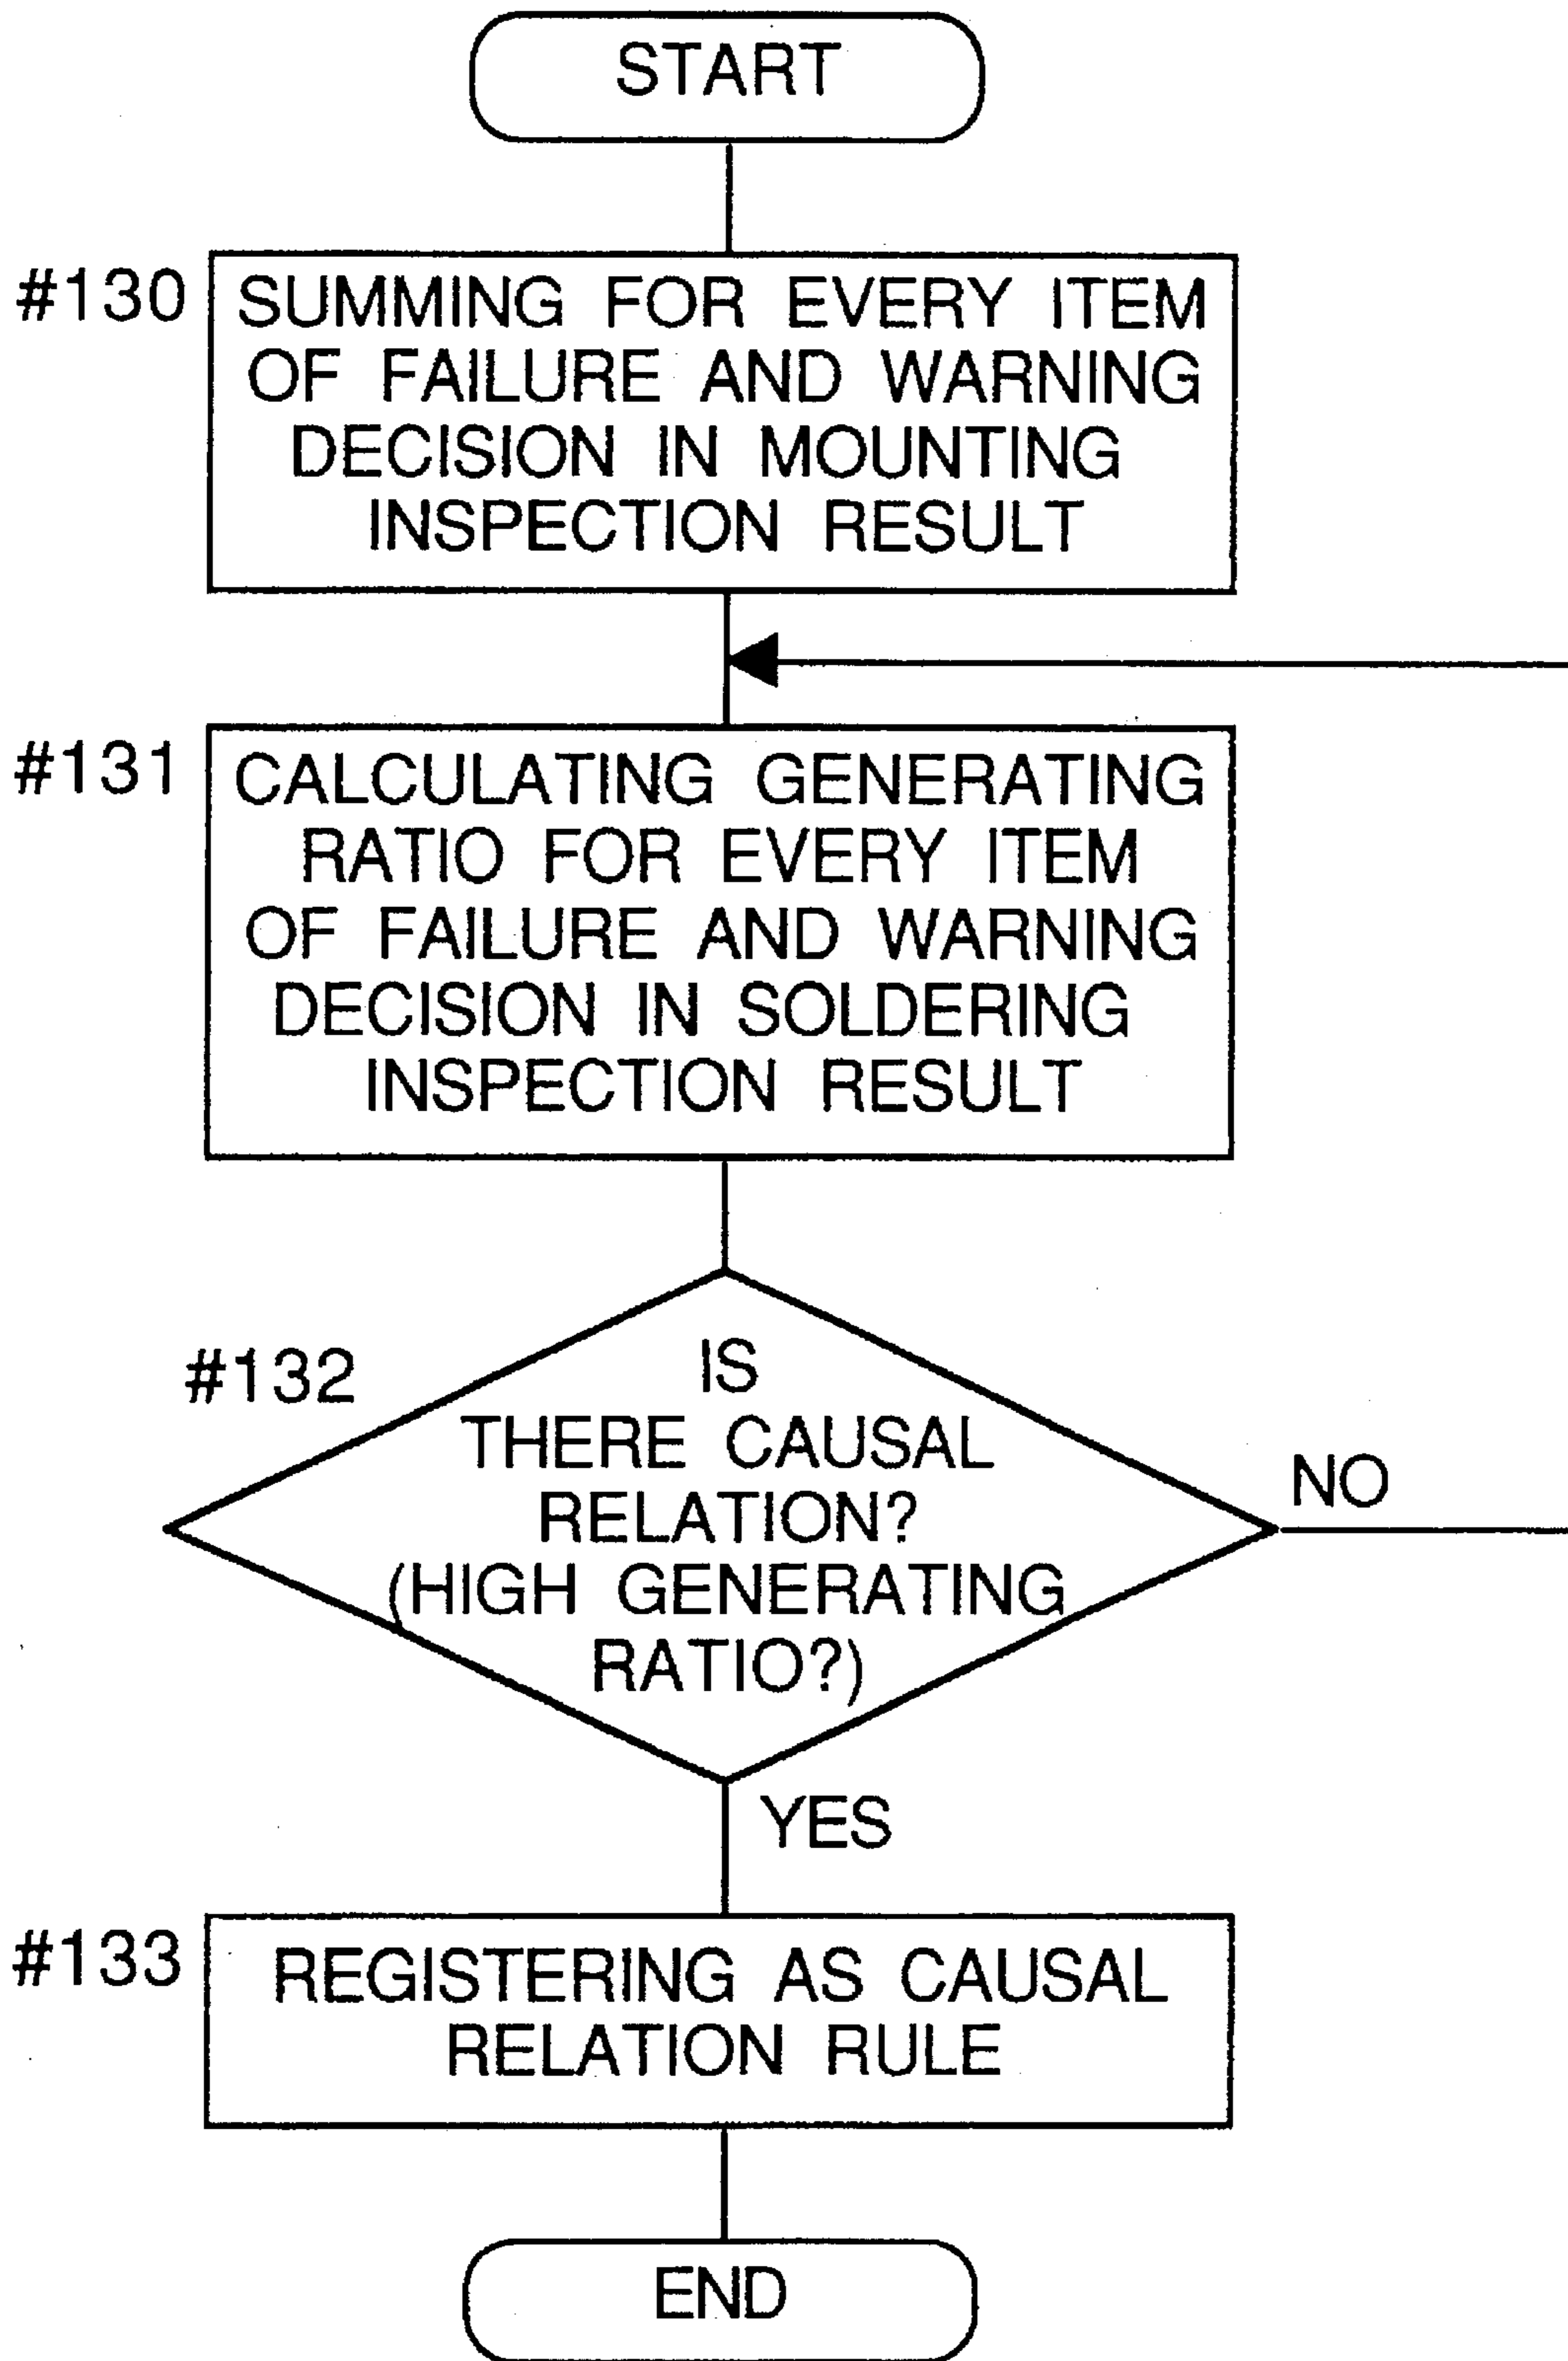 START
#130
SUMMING FOR EVERY ITEM
OF FAILURE AND WARNING
DECISION IN MOUNTING
INSPECTION RESULT
#131
CALCULATING GENERATING
RATIO FOR EVERY ITEM
OF FAILURE AND WARNING
DECISION IN SOLDERING
INSPECTION RESULT
#132
IS
THERE CAUSAL
RELATION?
(HIGH GENERATING
RATIO?)
NO
YES
#133
REGISTERING AS CAUSAL
RELATION RULE
END